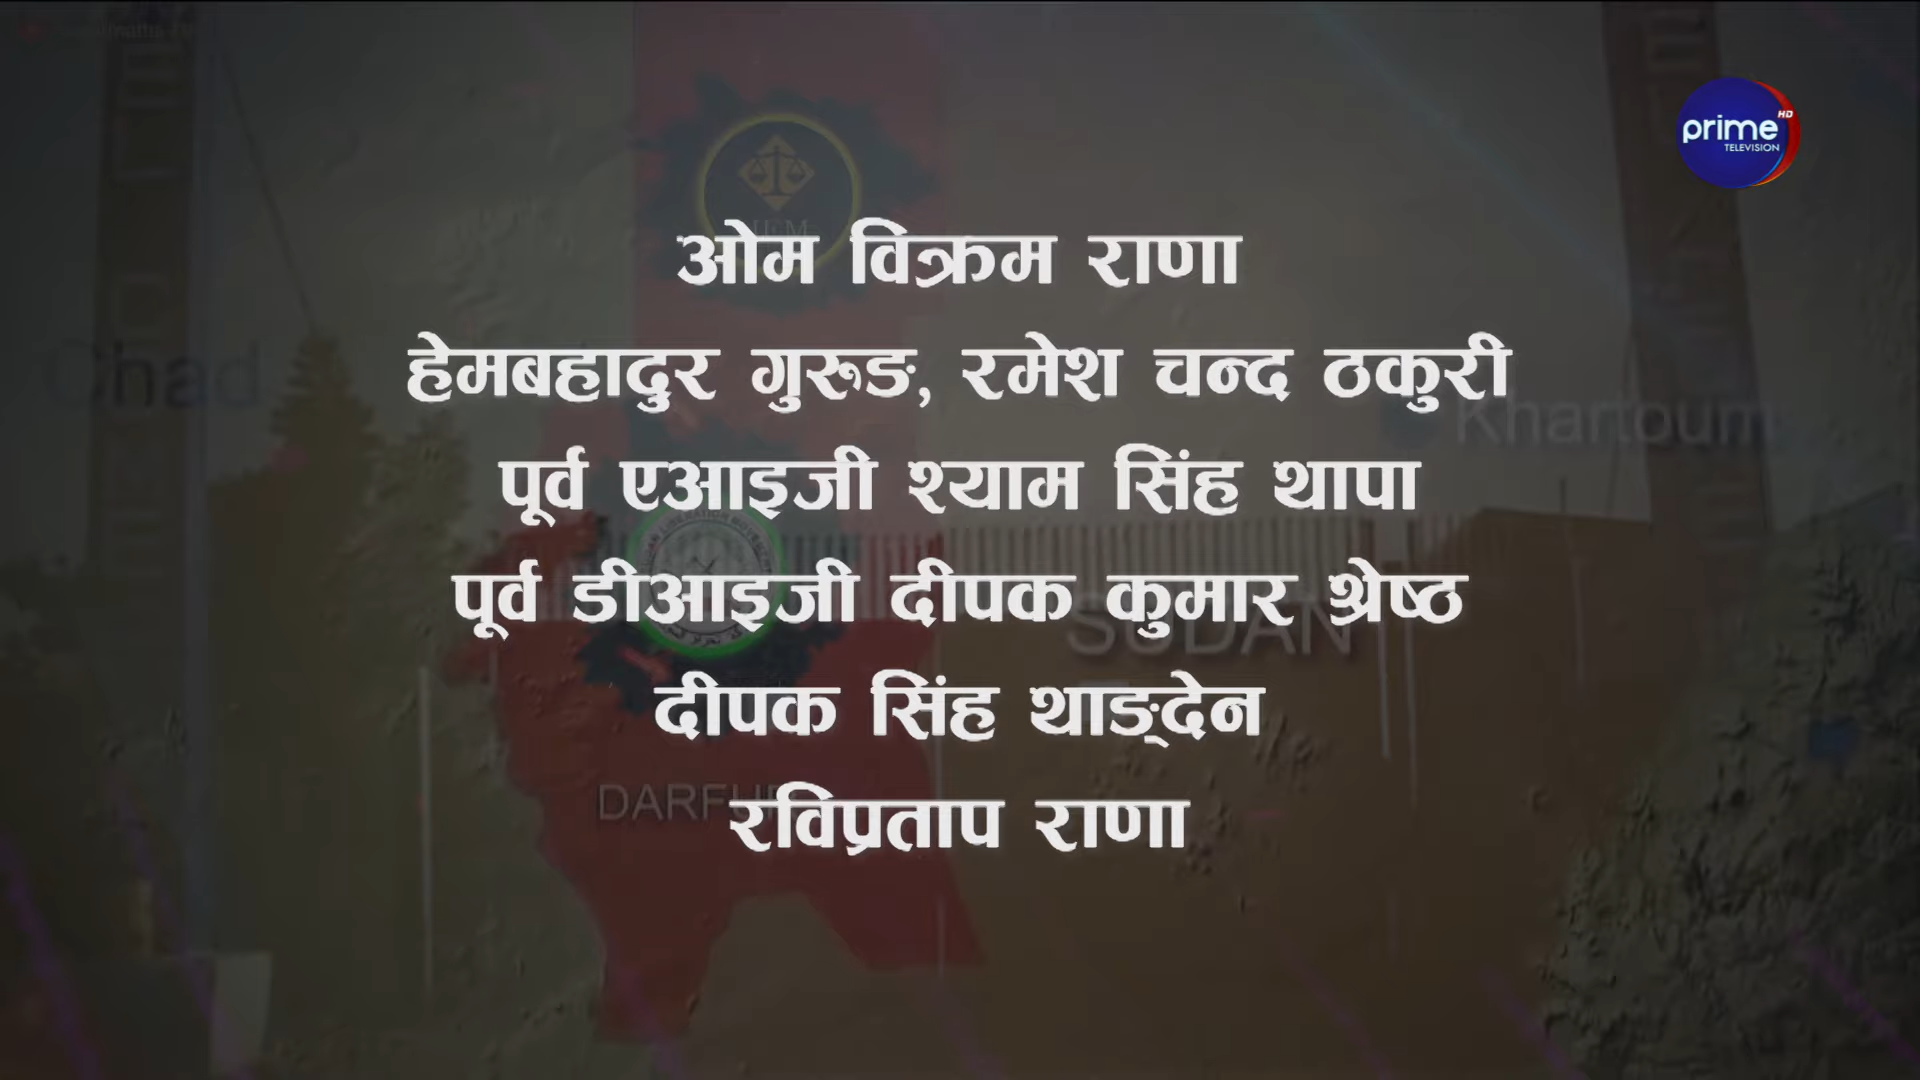 prime HD
TELEVISION
ओम विक्रम राणा
हेमबहादुर गुरुङ, रमेश चन्द ठकुरी
पूर्व एआइजी श्याम सिंह थापा
पूर्व डीआइजी दीपक कुमार श्रेष्ठ
दीपक सिंह थाङ्देन
रविप्रताप राणा
Chad
Khartoum
SUDAN
DARFUR
JEM